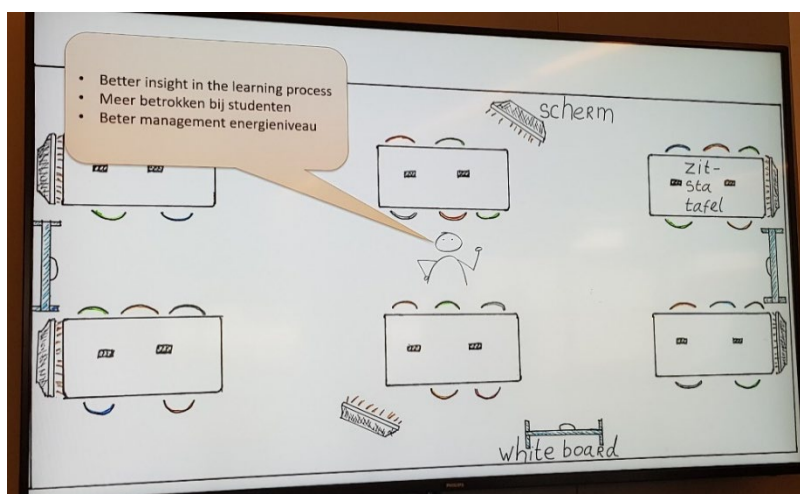 • Better insight in the learning process
• Meer betrokken bij studenten
• Beter management energieniveau
scherm
zit-
sta
tafel
white board
PHILIPS